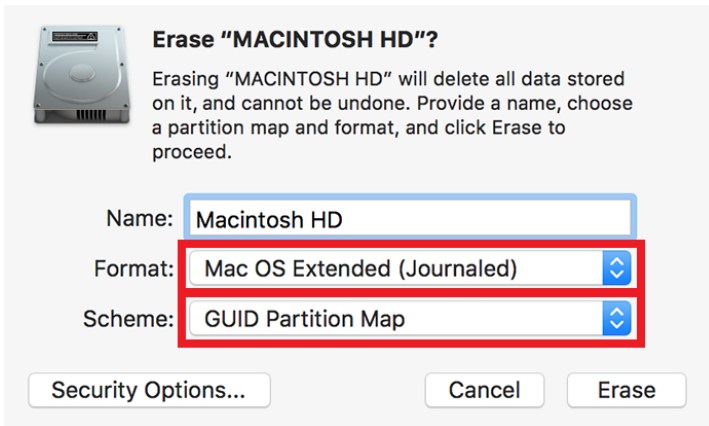 Erase “MACINTOSH HD”?
Erasing “MACINTOSH HD” will delete all data stored
on it, and cannot be undone. Provide a name, choose
a partition map and format, and click Erase to
proceed.
Name: Macintosh HD
Format: Mac OS Extended (Journaled)
Scheme: GUID Partition Map
Security Options... Cancel Erase